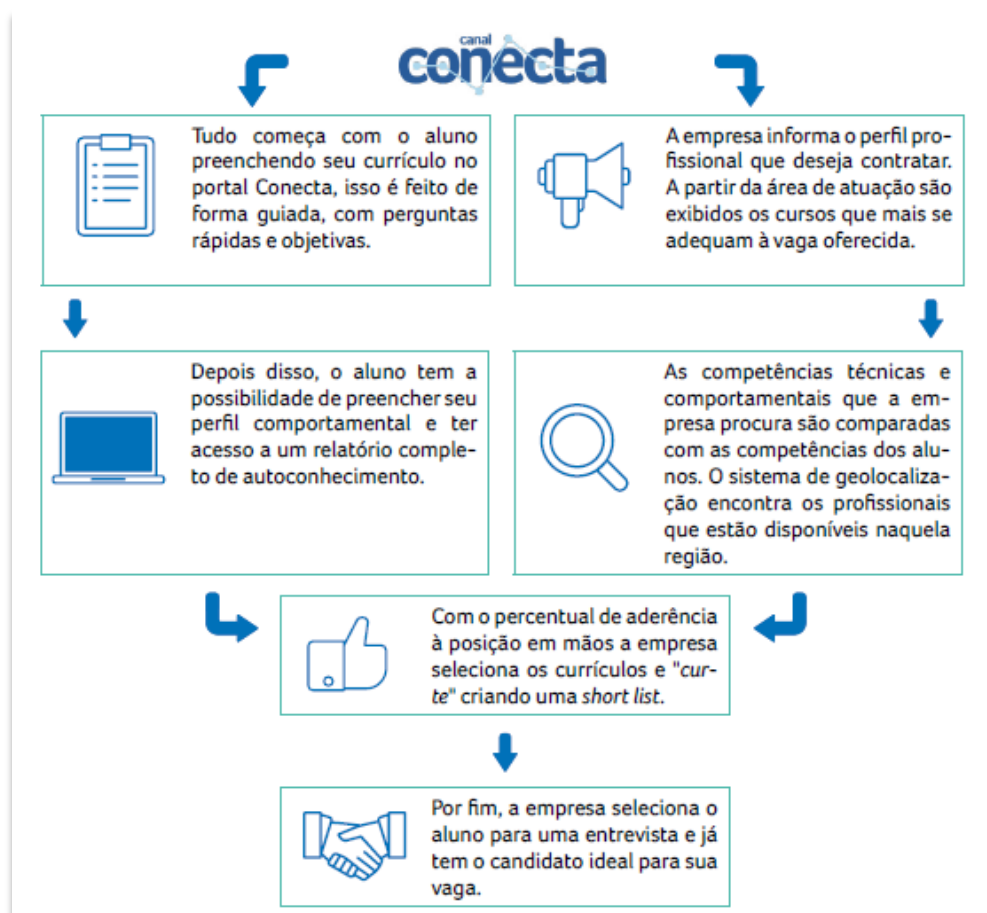 canal
conecta
Tudo começa com o aluno
preenchendo seu currículo no
portal Conecta, isso é feito de
forma guiada, com perguntas
rápidas e objetivas.
A empresa informa o perfil pro-
fissional que deseja contratar.
A partir da área de atuação são
exibidos os cursos que mais se
adequam à vaga oferecida.
Depois disso, o aluno tem a
possibilidade de preencher seu
perfil comportamental e ter
acesso a um relatório comple-
to de autoconhecimento.
As competências técnicas e
comportamentais que a em-
presa procura são comparadas
com as competências dos alu-
nos. O sistema de geolocaliza-
ção encontra os profissionais
que estão disponíveis naquela
região.
Com o percentual de aderência
à posição em mãos a empresa
seleciona os currículos e "cur-
te" criando uma short list.
Por fim, a empresa seleciona o
aluno para uma entrevista e já
tem o candidato ideal para sua
vaga.